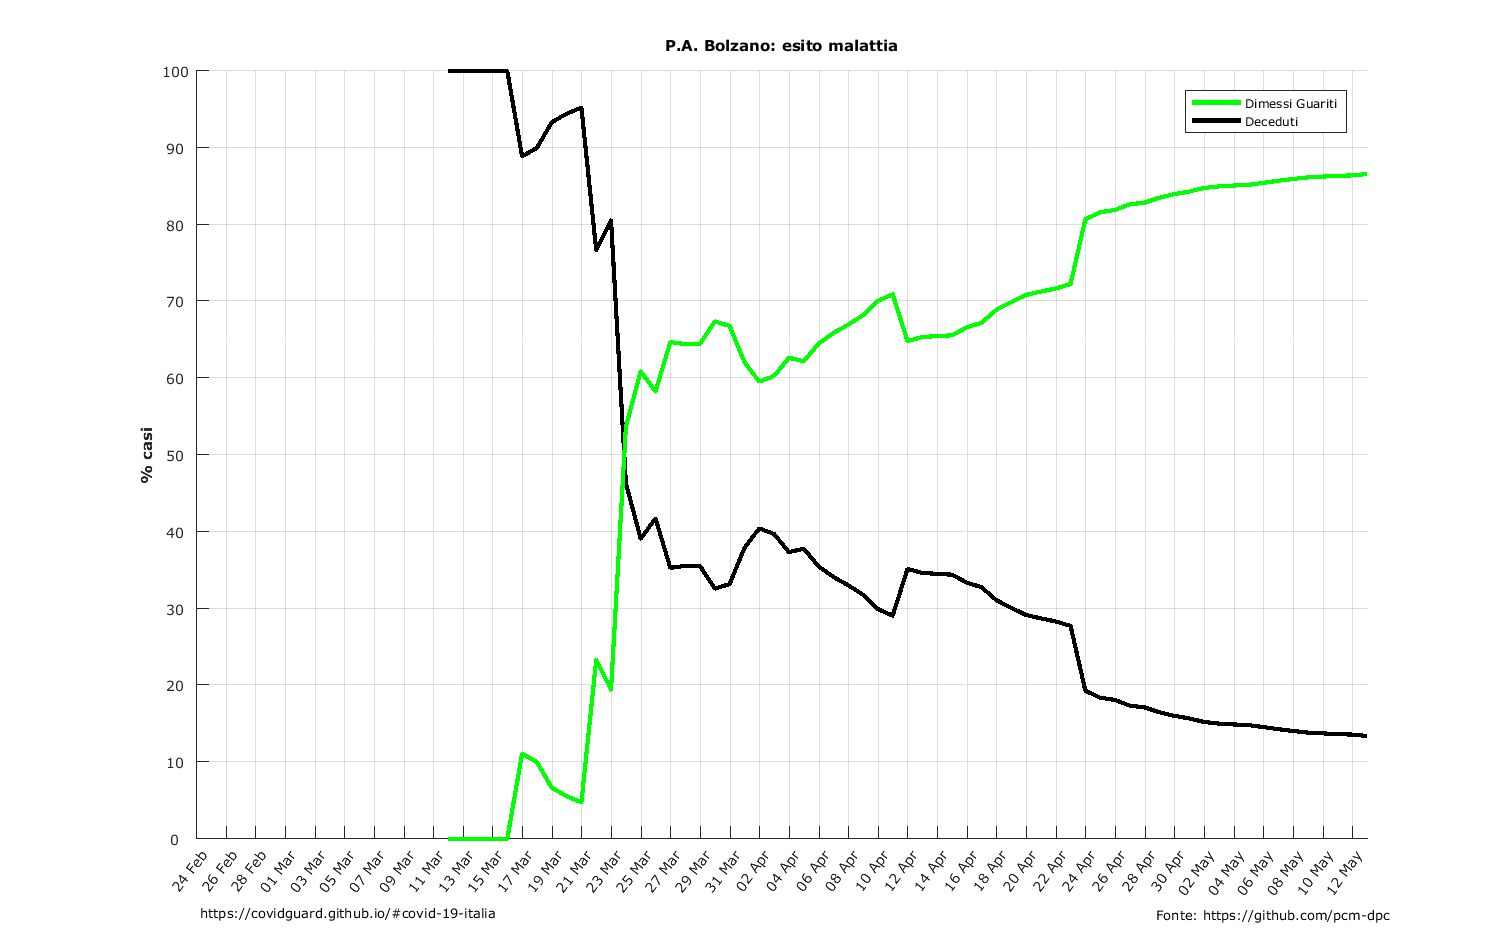 P.A. Bolzano: esito malattia
Dimessi Guariti
Deceduti
% casi
100
90
80
70
60
50
40
30
20
10
0
24 Feb
26 Feb
28 Feb
01 Mar
03 Mar
05 Mar
07 Mar
09 Mar
11 Mar
13 Mar
15 Mar
17 Mar
19 Mar
21 Mar
23 Mar
25 Mar
27 Mar
29 Mar
31 Mar
02 Apr
04 Apr
06 Apr
08 Apr
10 Apr
12 Apr
14 Apr
16 Apr
18 Apr
20 Apr
22 Apr
24 Apr
26 Apr
28 Apr
30 Apr
02 May
04 May
06 May
08 May
10 May
12 May
https://covidguard.github.io/#covid-19-italia
Fonte: https://github.com/pcm-dpc